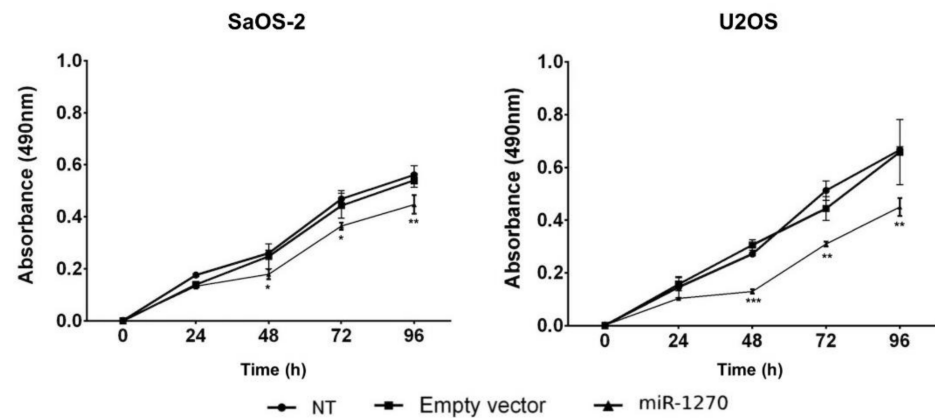 SaOS-2
Absorbance (490nm)
1.0
0.8
0.6
0.4
0.2
0.0
*
*
**
0 24 48 72 96
Time (h)
U2OS
Absorbance (490nm)
1.0
0.8
0.6
0.4
0.2
0.0
***
**
**
0 24 48 72 96
Time (h)
NT Empty vector miR-1270